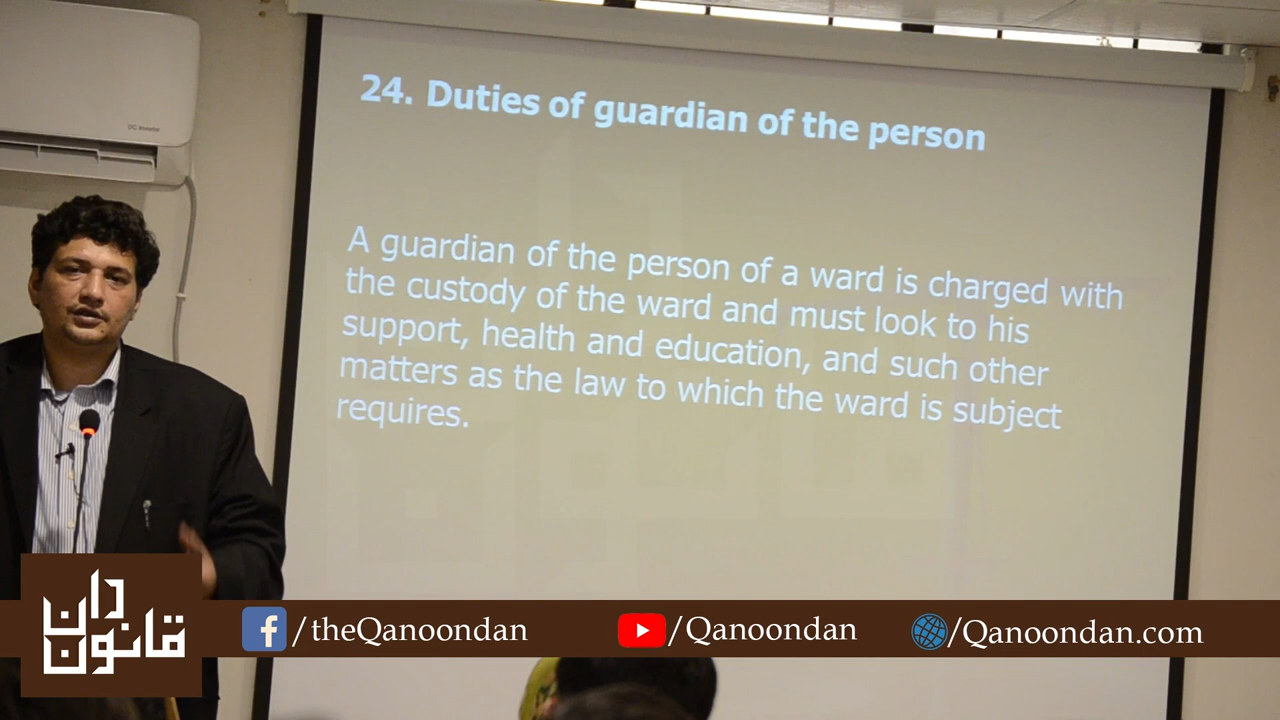 DC Inverter
24. Duties of guardian of the person
A guardian of the person of a ward is charged with
the custody of the ward and must look to his
support, health and education, and such other
matters as the law to which the ward is subject
requires.
قانون دان
/theQanoondan
/Qanoondan
/Qanoondan.com